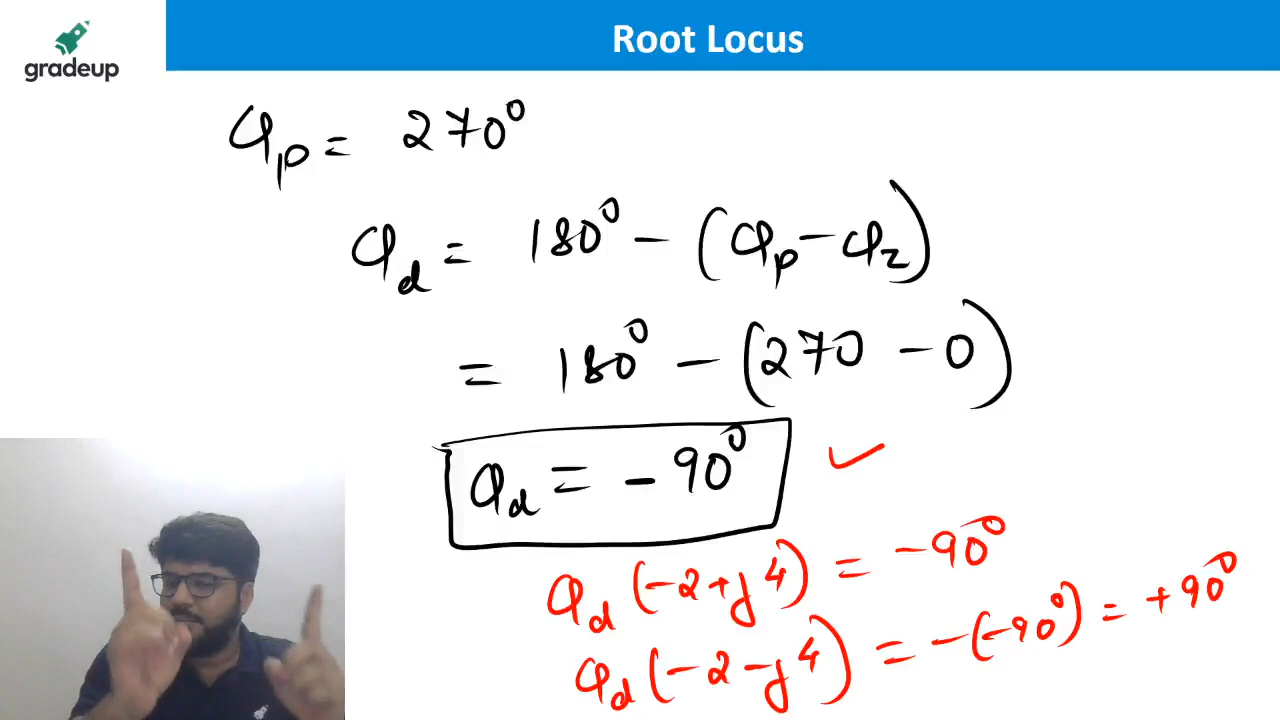 gradeup
Root Locus
φp = 270°
φd = 180° - (φp - φz)
= 180° - (270 - 0)
φd = - 90° ✓
φd (-2+j4) = -90°
φd (-2-j4) = -(-90°) = +90°